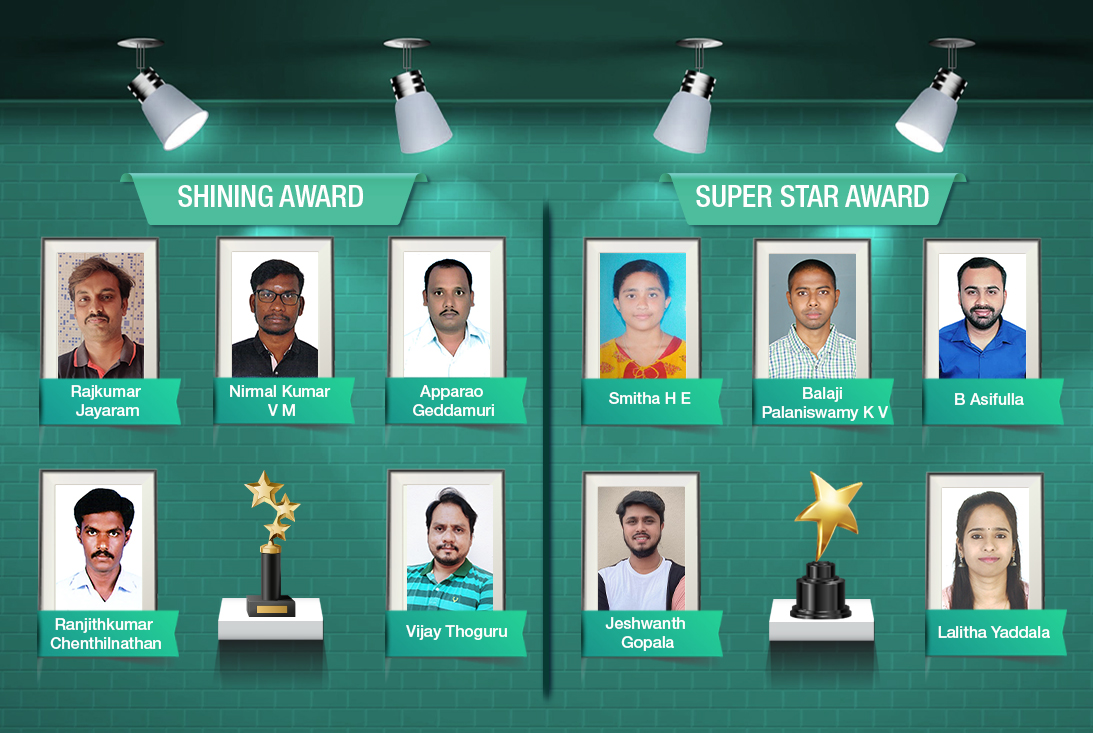 SHINING AWARD
SUPER STAR AWARD
Rajkumar
Jayaram
Nirmal Kumar
V M
Apparao
Geddamuri
Smitha H E
Balaji
Palaniswamy K V
B Asifulla
Ranjithkumar
Chenthilnathan
Vijay Thoguru
Jeshwanth
Gopala
Lalitha Yaddala